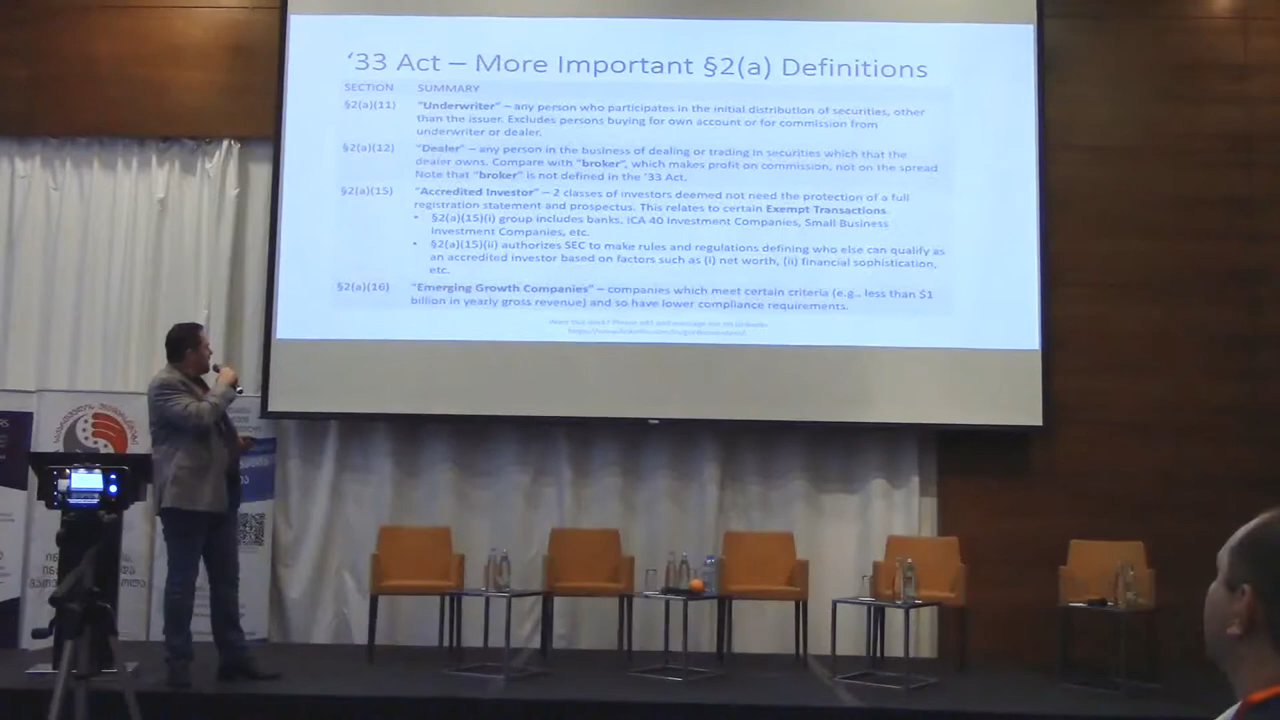 ‘33 Act – More Important §2(a) Definitions
SECTION SUMMARY
§2(a)(11) "Underwriter" – any person who participates in the initial distribution of securities, other
than the issuer. Excludes persons buying for own account or for commission from
underwriter or dealer.
§2(a)(12) "Dealer" – any person in the business of dealing or trading in securities which that the
dealer owns. Compare with "broker", which makes profit on commission, not on the spread
Note that "broker" is not defined in the '33 Act.
§2(a)(15) "Accredited Investor" – 2 classes of investors deemed not need the protection of a full
registration statement and prospectus. This relates to certain Exempt Transactions.
• §2(a)(15)(i) group includes banks, ICA 40 Investment Companies, Small Business
Investment Companies, etc.
• §2(a)(15)(ii) authorizes SEC to make rules and regulations defining who else can qualify as
an accredited investor based on factors such as (i) net worth, (ii) financial sophistication,
etc.
§2(a)(16) "Emerging Growth Companies" – companies which meet certain criteria (e.g., less than $1
billion in yearly gross revenue) and so have lower compliance requirements.